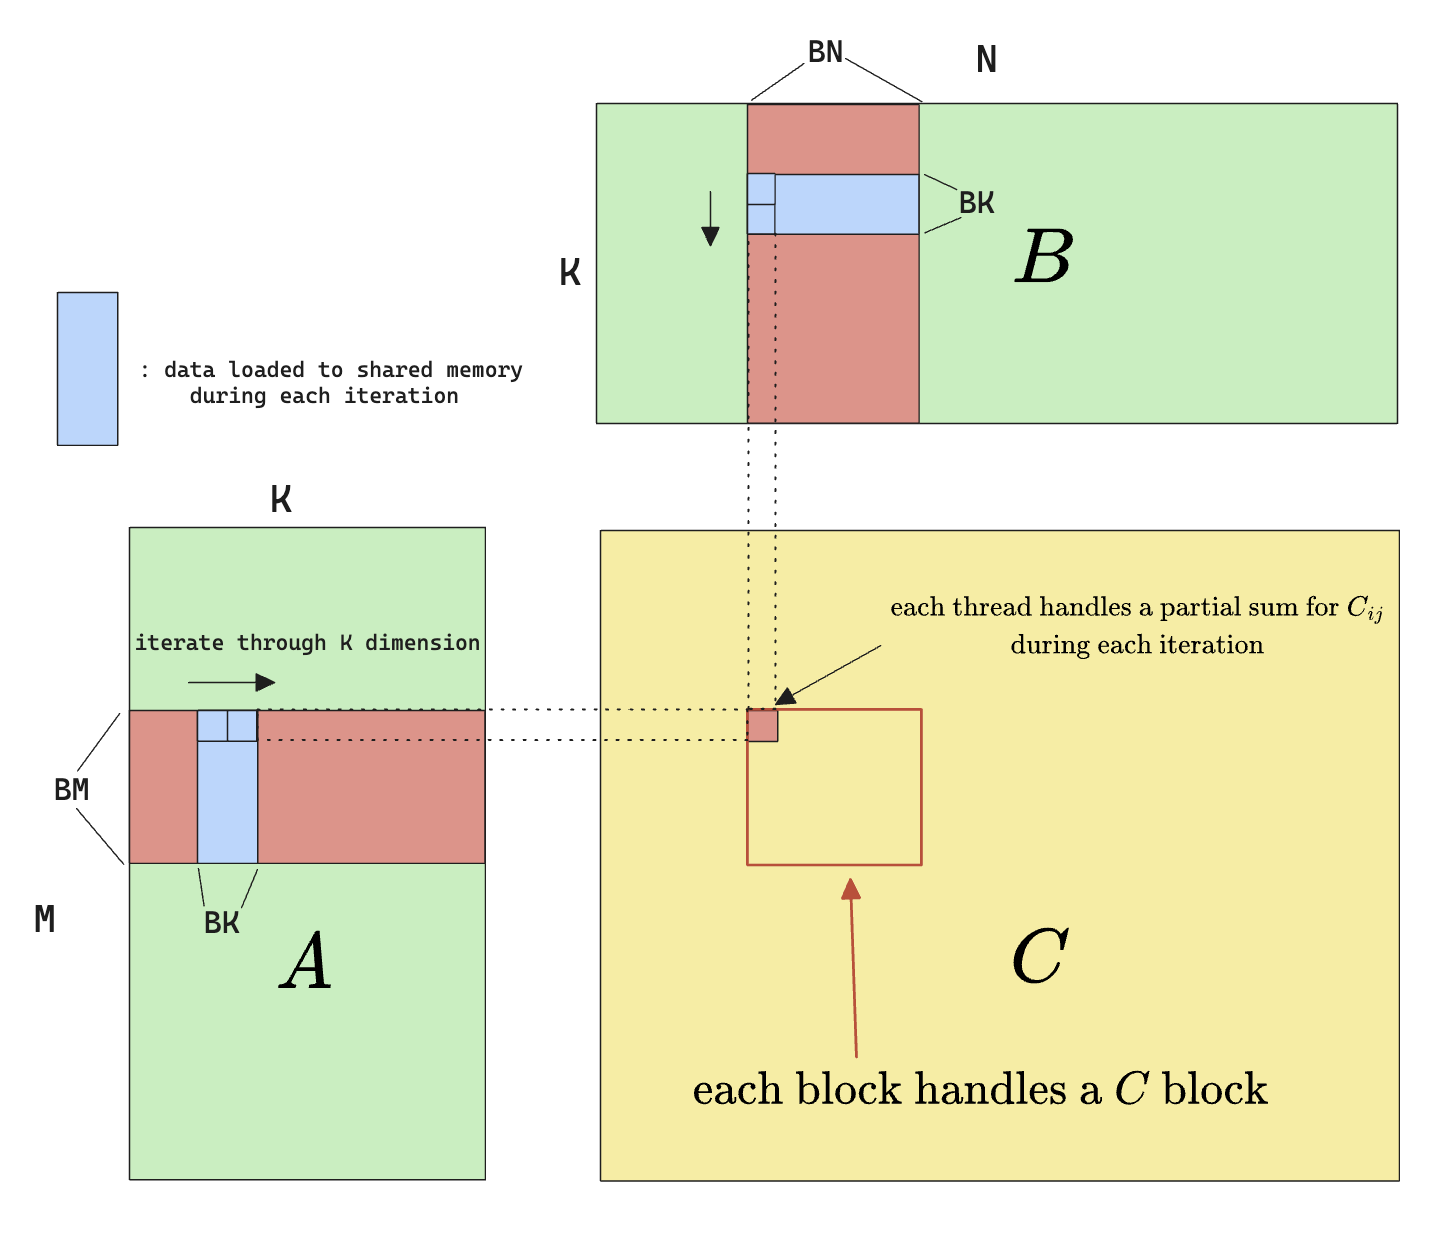 BN
N
BK
B
K
: data loaded to shared memory
during each iteration
K
each thread handles a partial sum for C_{ij}
during each iteration
iterate through K dimension
BM
BK
M
A
C
each block handles a C block